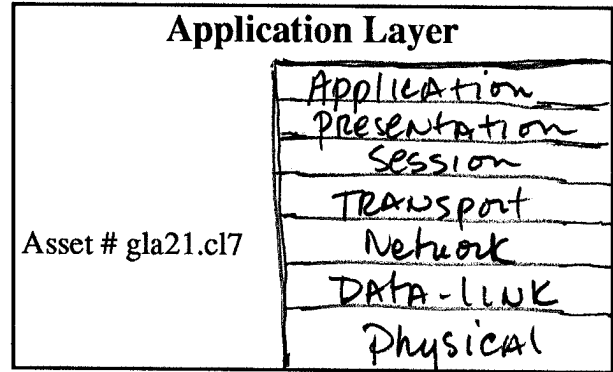 Application Layer
Application
Presentation
Session
Transport
Network
Asset # gla21.cl7
Data-link
Physical